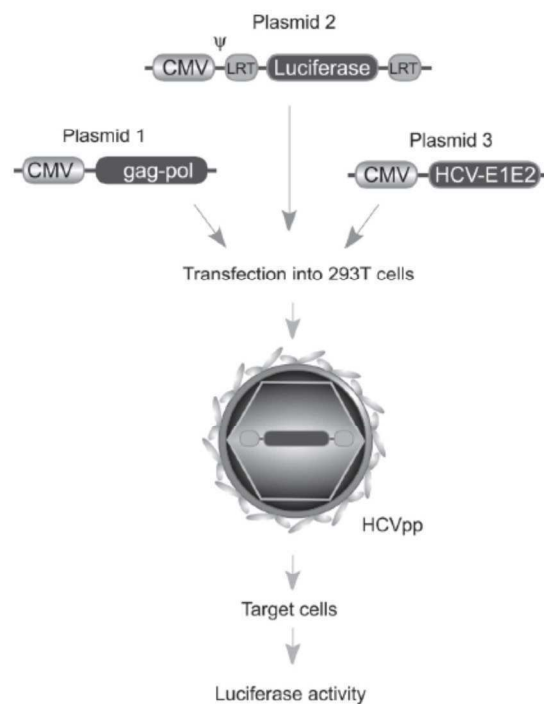 Plasmid 2
ψ
CMV LRT Luciferase LRT
Plasmid 1
CMV gag-pol
Plasmid 3
CMV HCV-E1E2
Transfection into 293T cells
HCVpp
Target cells
Luciferase activity